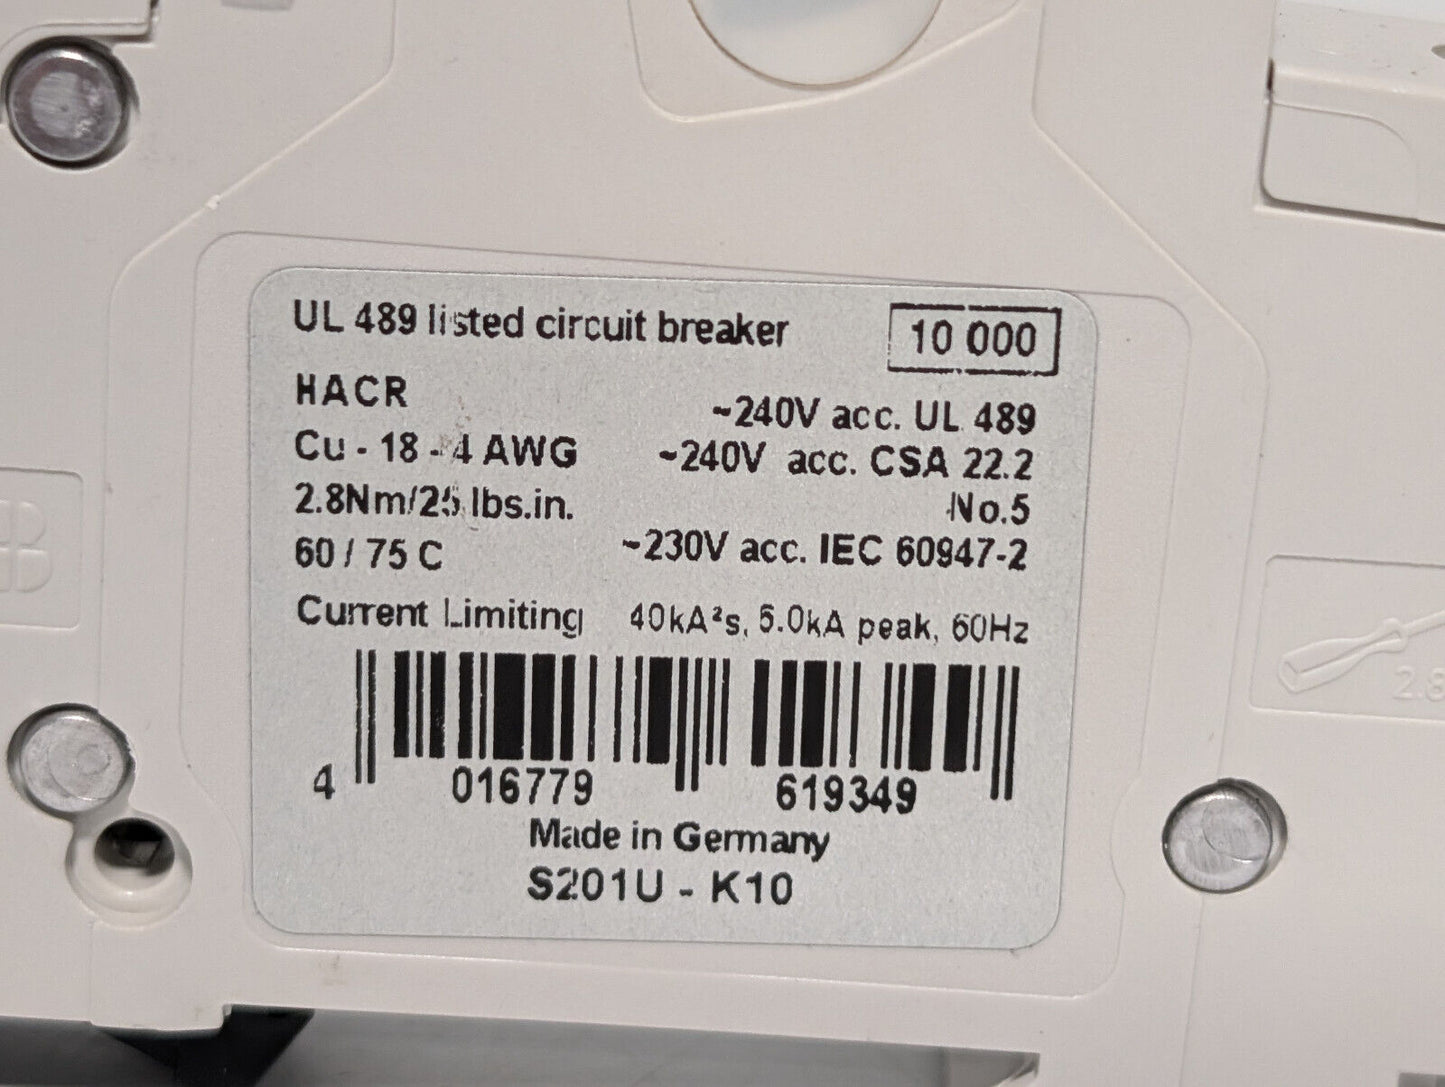 UL 489 listed circuit breaker 10 000
HACR ~240V acc. UL 489
Cu - 18 - 4 AWG ~240V acc. CSA 22.2
2.8Nm/25 lbs.in. No.5
60 / 75 C ~230V acc. IEC 60947-2
Current Limiting 40kA²s, 5.0kA peak, 60Hz
4 016779 619349
Made in Germany
S201U - K10